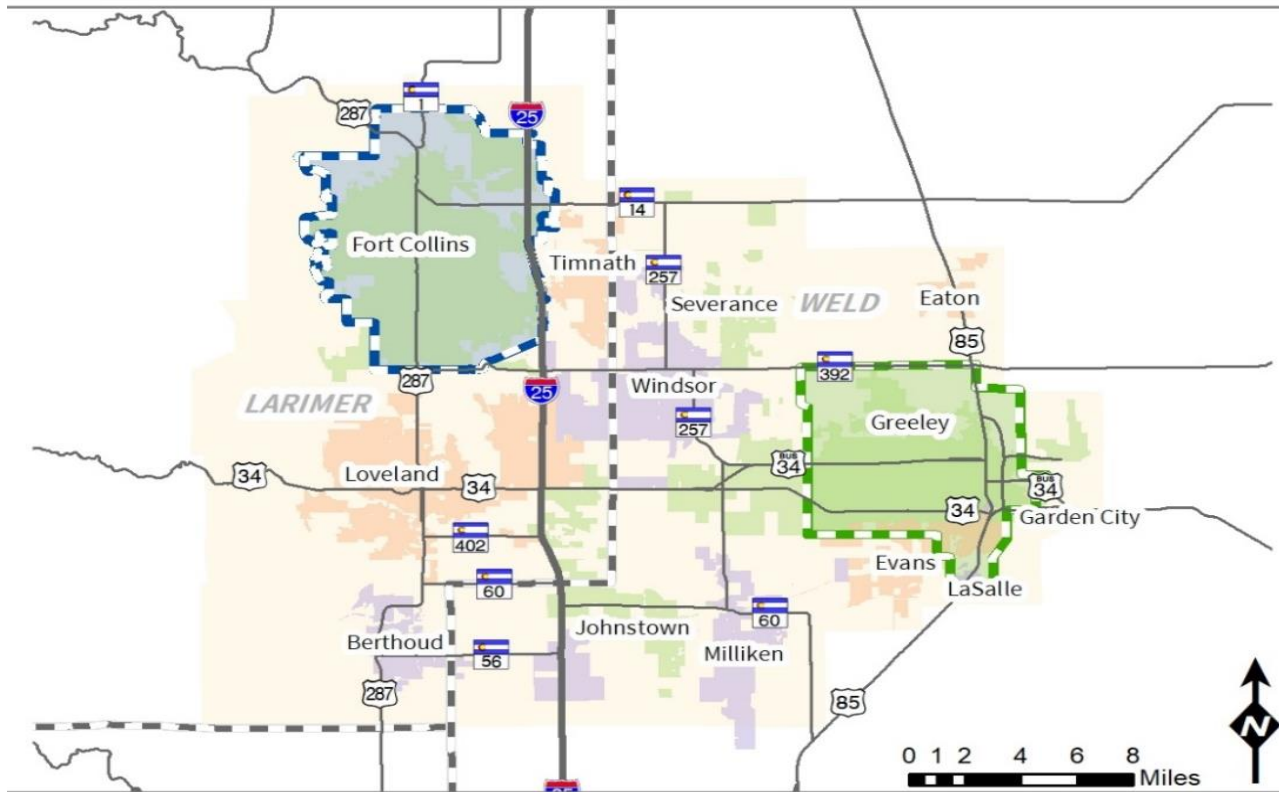 1
287
25
14
Fort Collins
Timnath
257
Severance
WELD
Eaton
85
392
287
25
Windsor
LARIMER
257
Greeley
Loveland
BUS
34
34
34
BUS
34
34
Garden City
402
Evans
60
LaSalle
60
Johnstown
Berthoud
Milliken
56
287
85
N
0 1 2 4 6 8
Miles